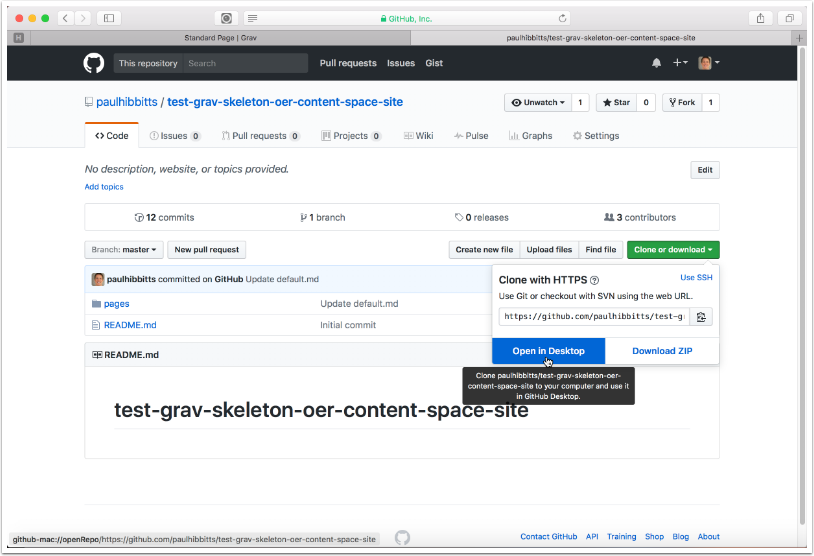 GitHub, Inc.
Standard Page | Grav
paulhibbitts/test-grav-skeleton-oer-content-space-site
This repository Search Pull requests Issues Gist
paulhibbitts / test-grav-skeleton-oer-content-space-site
Unwatch 1 Star 0 Fork 1
Code Issues 0 Pull requests 0 Projects 0 Wiki Pulse Graphs Settings
No description, website, or topics provided.
Edit
Add topics
12 commits 1 branch 0 releases 3 contributors
Branch: master New pull request Create new file Upload files Find file Clone or download
paulhibbitts committed on GitHub Update default.md
pages Update default.md
README.md Initial commit
Clone with HTTPS ? Use SSH
Use Git or checkout with SVN using the web URL.
https://github.com/paulhibbitts/test-g
Open in Desktop Download ZIP
Clone paulhibbitts/test-grav-skeleton-oer-
content-space-site to your computer and use it
in GitHub Desktop.
README.md
test-grav-skeleton-oer-content-space-site
github-mac://openRepo/https://github.com/paulhibbitts/test-grav-skeleton-oer-content-space-site
Contact GitHub API Training Shop Blog About